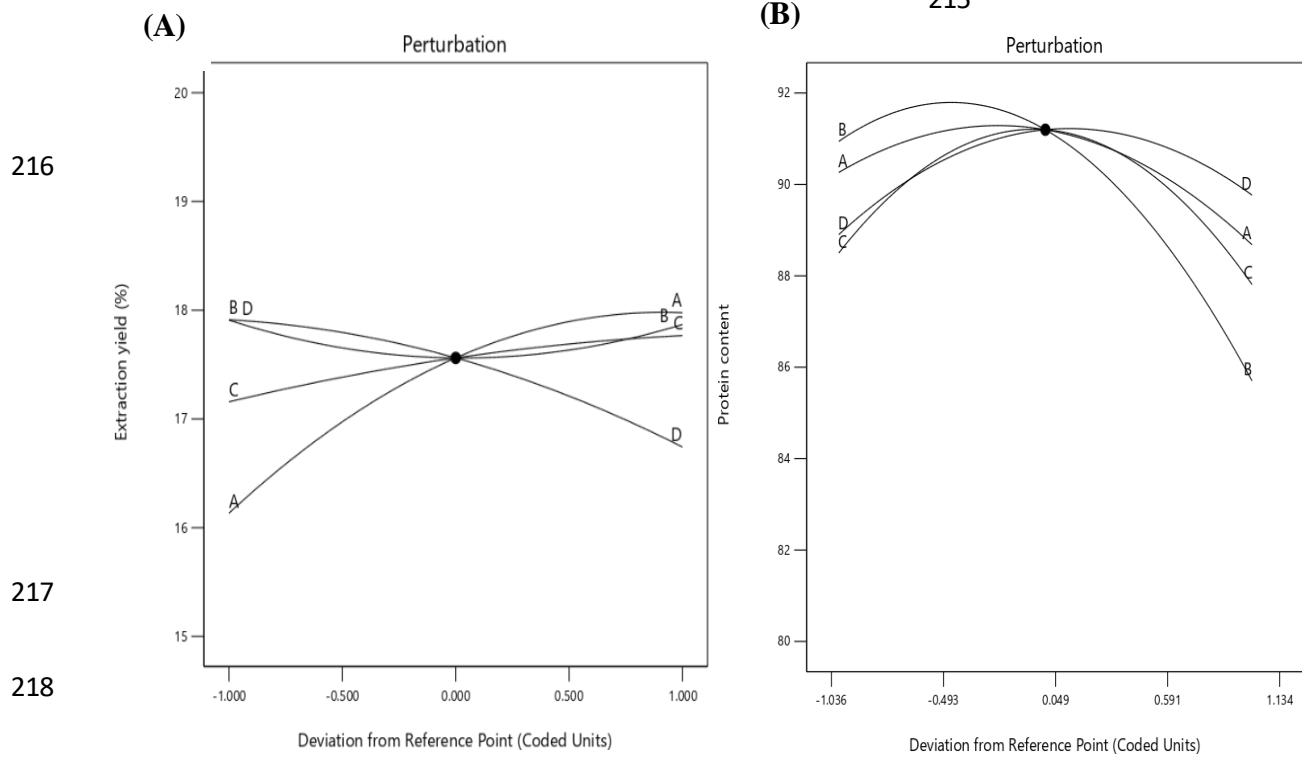 215
(A)
Perturbation
20
19
18
17
16
15
Extraction yield (%)
B D
C
A
A
B
C
D
-1.000
-0.500
0.000
0.500
1.000
Deviation from Reference Point (Coded Units)
(B)
Perturbation
92
90
88
86
84
82
80
Protein content
B
A
D
C
D
A
C
B
-1.036
-0.493
0.049
0.591
1.134
Deviation from Reference Point (Coded Units)
216
217
218